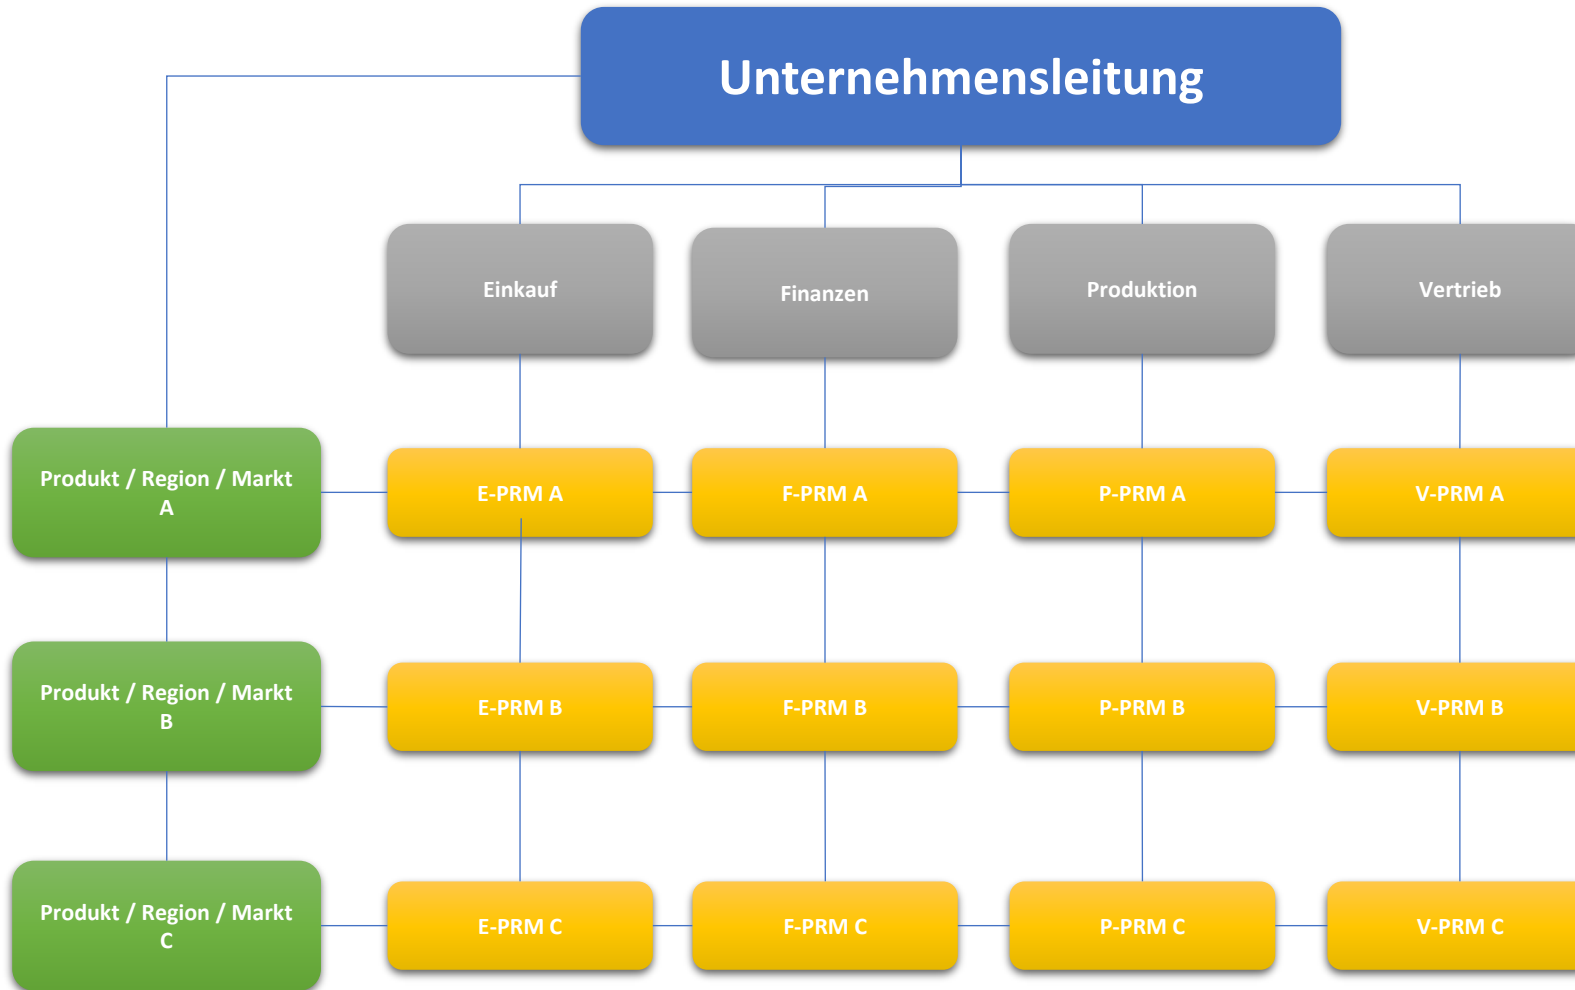 Unternehmensleitung
Einkauf
Finanzen
Produktion
Vertrieb
Produkt / Region / Markt
A
E-PRM A
F-PRM A
P-PRM A
V-PRM A
Produkt / Region / Markt
B
E-PRM B
F-PRM B
P-PRM B
V-PRM B
Produkt / Region / Markt
C
E-PRM C
F-PRM C
P-PRM C
V-PRM C